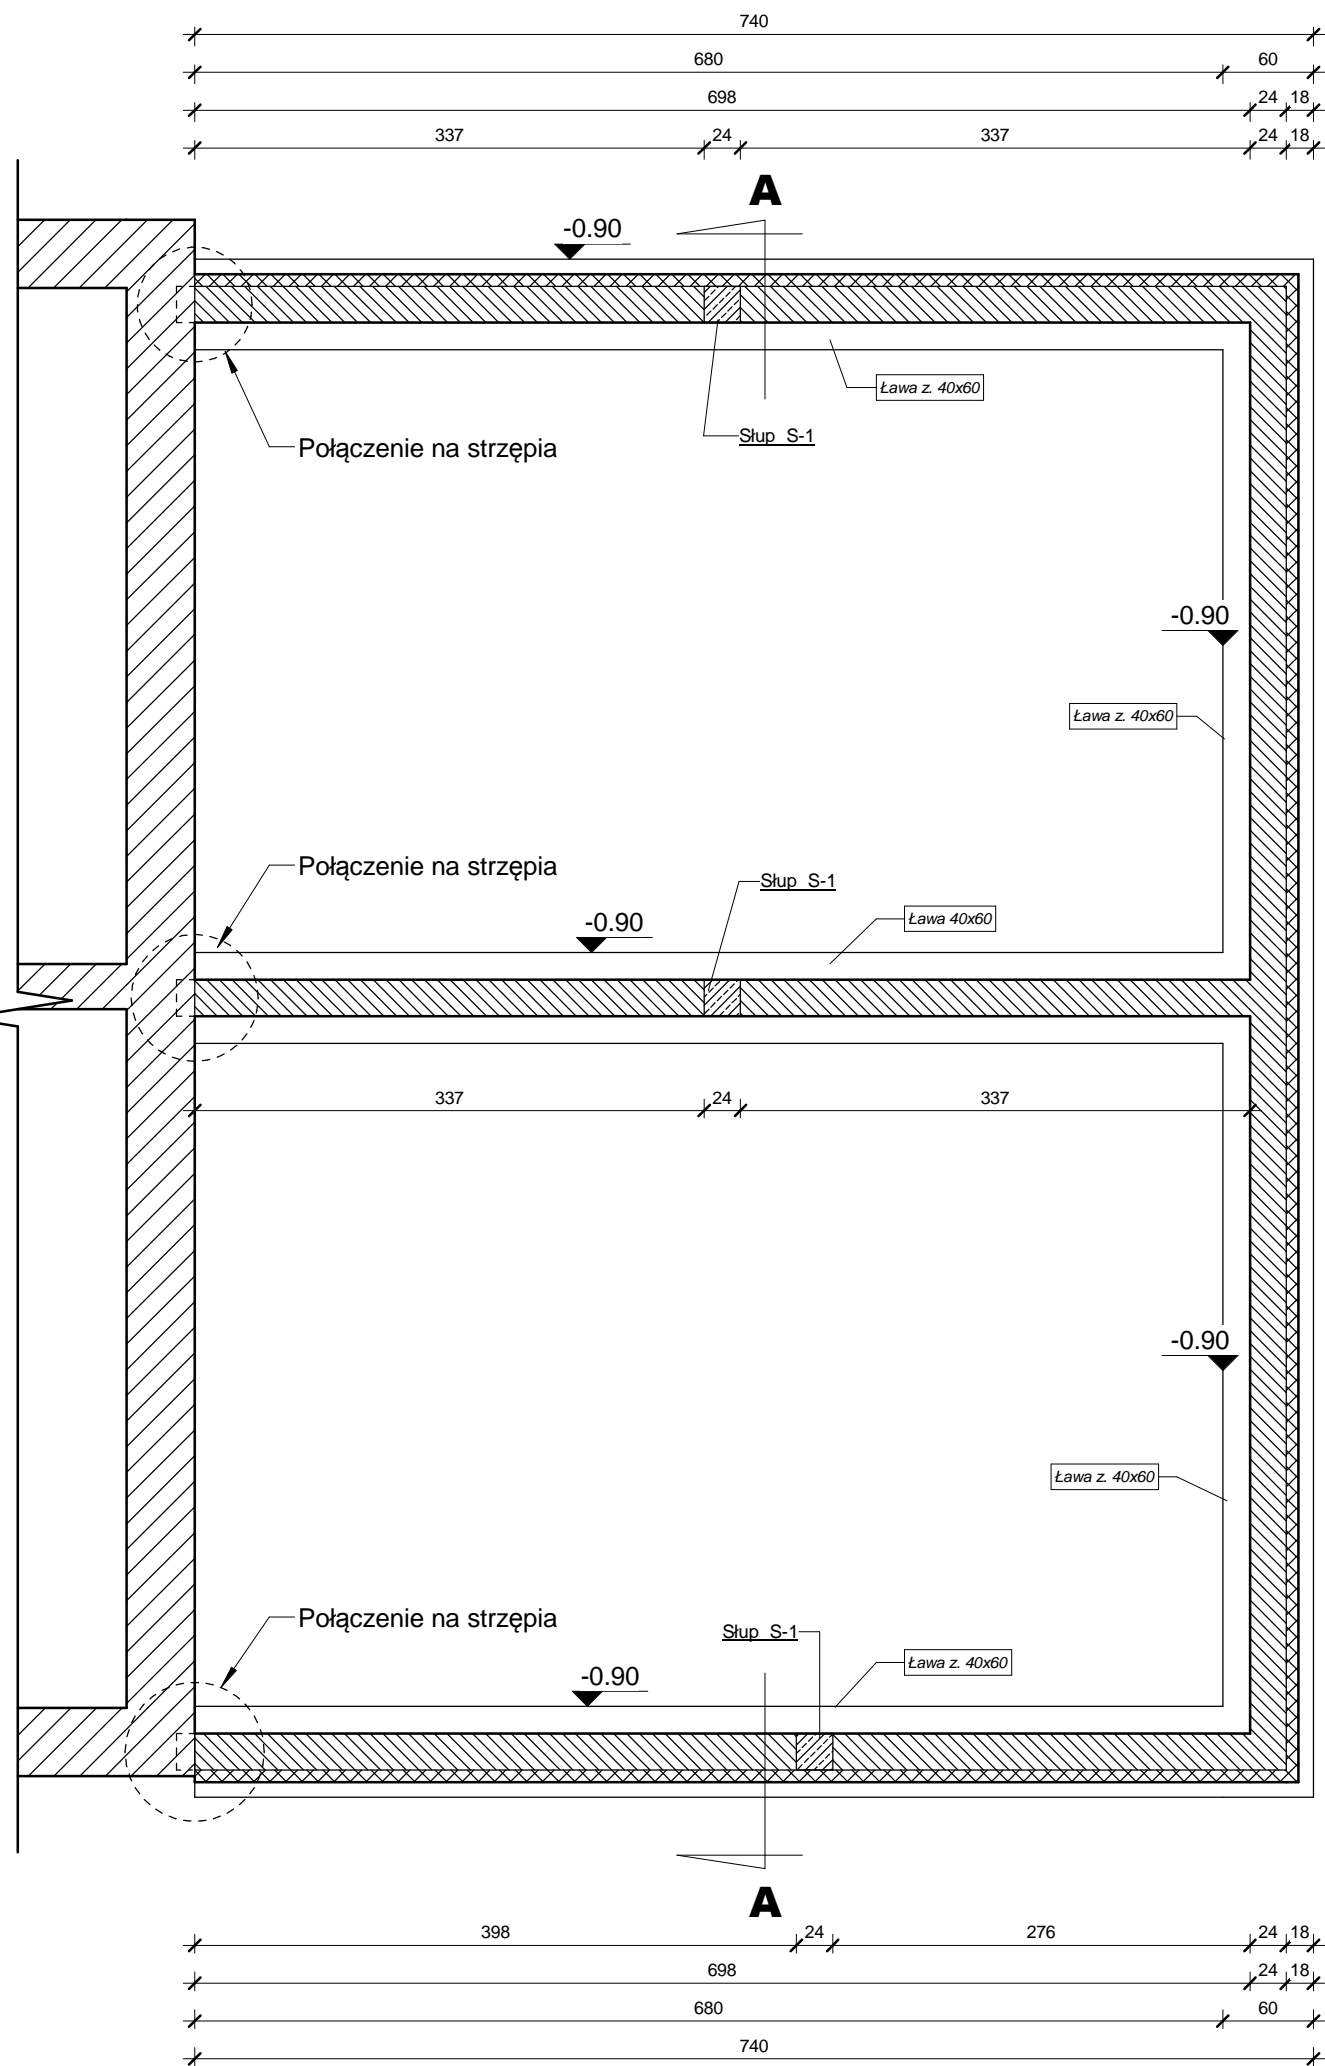 740
680 60
698 24 18
337 24 337 24 18
A
-0.90
Ława z. 40x60
Słup S-1
Połączenie na strzępia
-0.90
Ława z. 40x60
Połączenie na strzępia
Słup S-1
Ława 40x60
-0.90
337 24 337
-0.90
Ława z. 40x60
Połączenie na strzępia
Słup S-1
Ława z. 40x60
-0.90
A
398 24 276 24 18
698 24 18
680 60
740